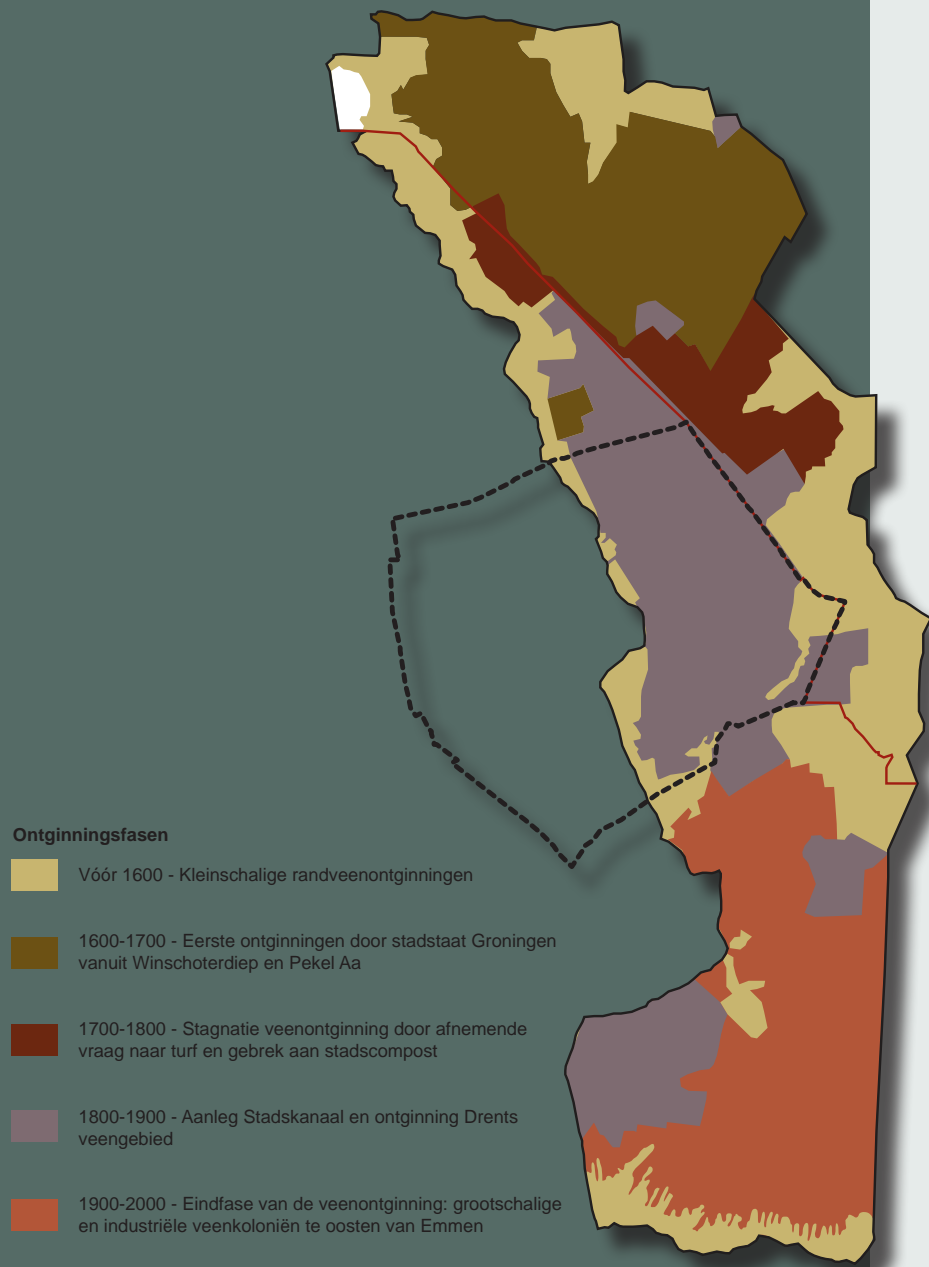 Ontginningsfasen
Vóór 1600 - Kleinschalige randveenontginningen
1600-1700 - Eerste ontginningen door stadstaat Groningen
vanuit Winschoterdiep en Pekel Aa
1700-1800 - Stagnatie veenontginning door afnemende
vraag naar turf en gebrek aan stadscompost
1800-1900 - Aanleg Stadskanaal en ontginning Drents
veengebied
1900-2000 - Eindfase van de veenontginning: grootschalige
en industriële veenkoloniën te oosten van Emmen